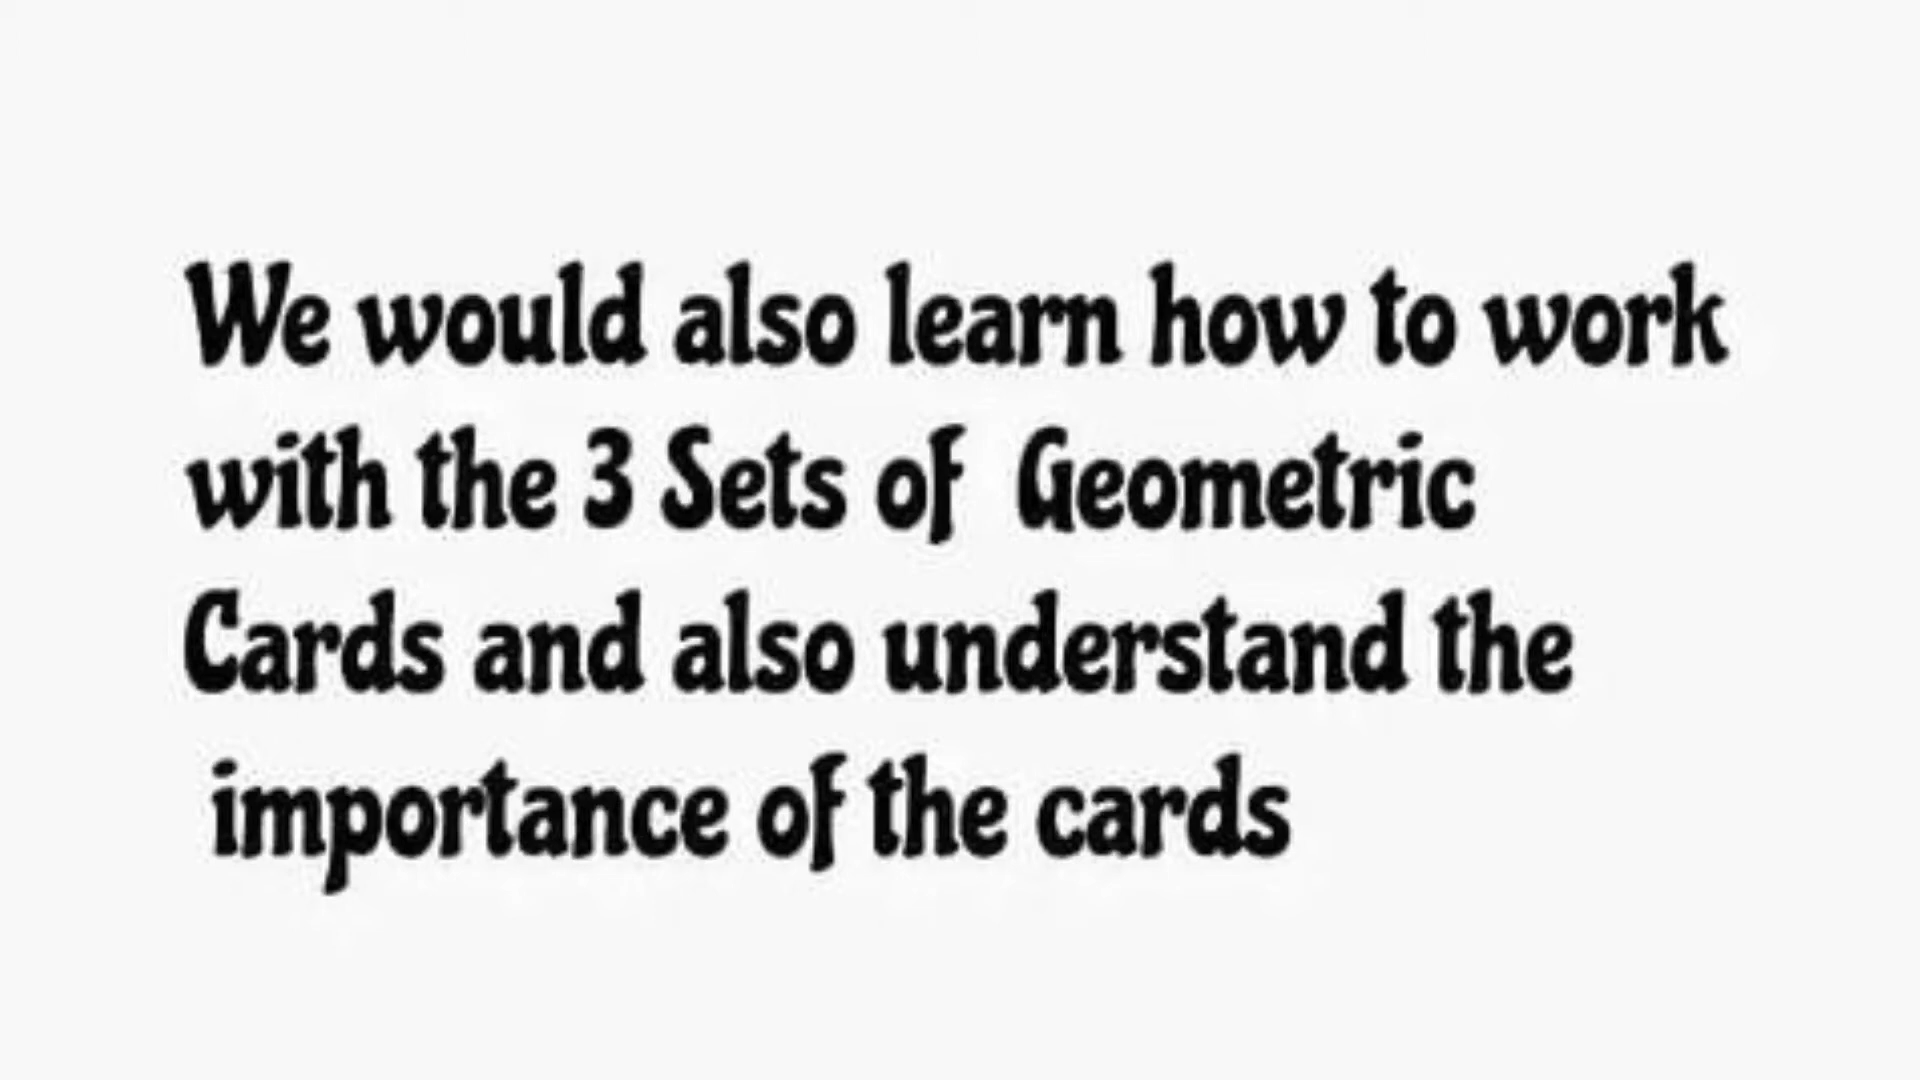 We would also learn how to work
with the 3 Sets of Geometric
Cards and also understand the
importance of the cards